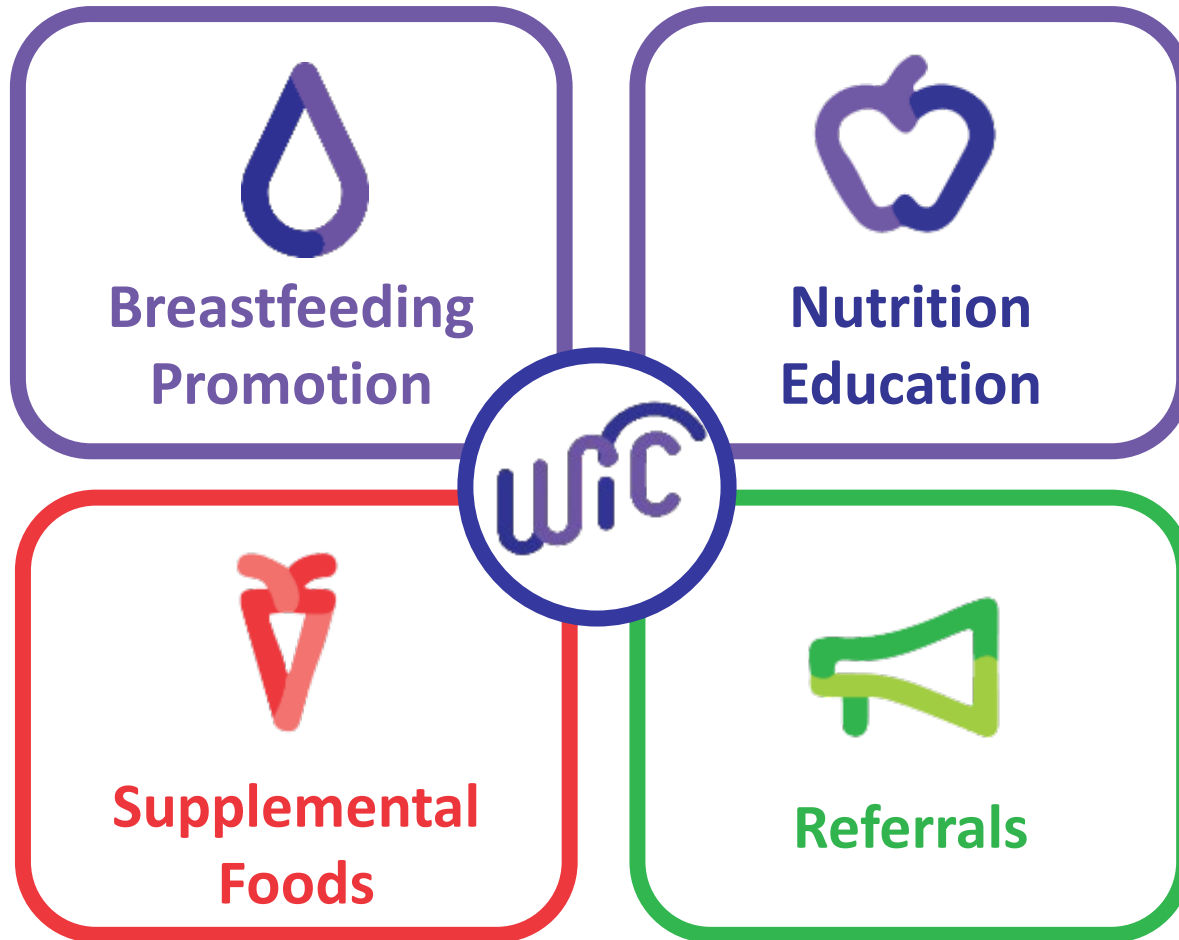 Breastfeeding
Promotion
Nutrition
Education
WiC
Supplemental
Foods
Referrals